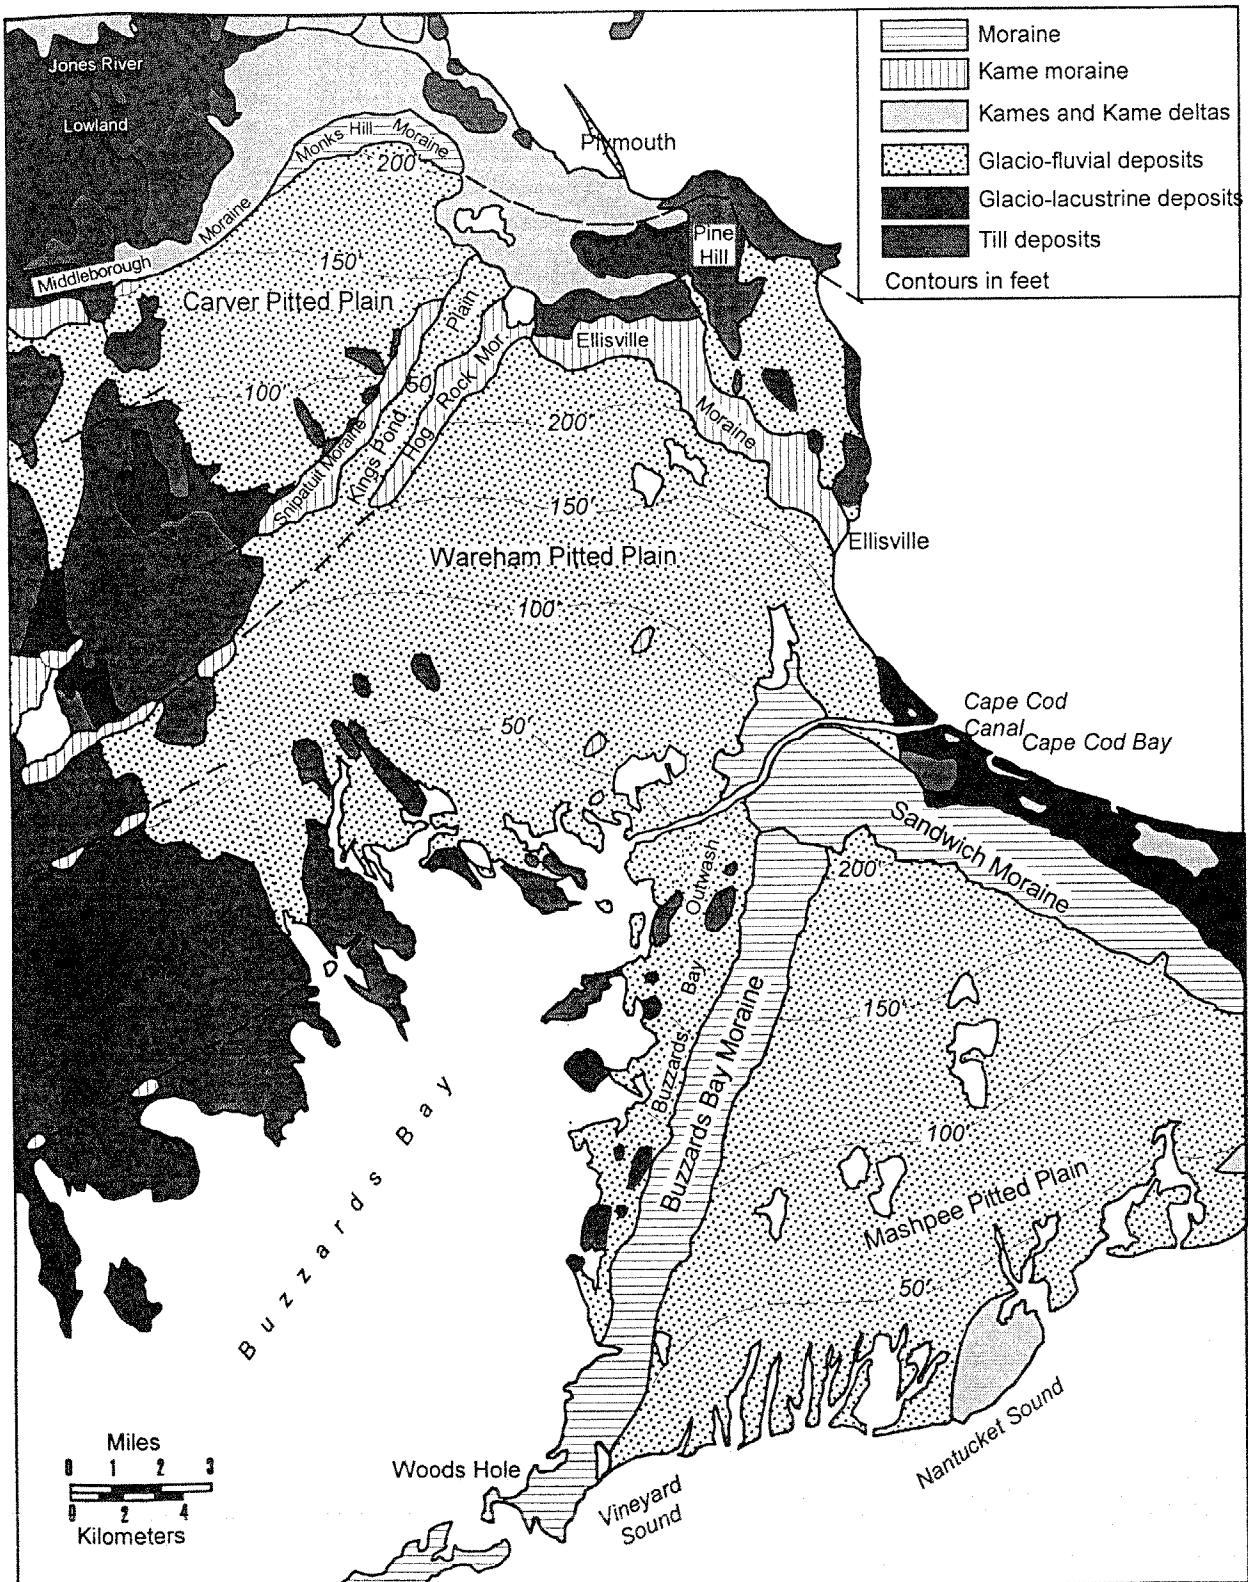 Moraine
Kame moraine
Kames and Kame deltas
Glacio-fluvial deposits
Glacio-lacustrine deposits
Till deposits
Contours in feet
Jones River
Lowland
Monks Hill Moraine
200'
Plymouth
Moraine
Middleborough
Pine
Hill
150'
Carver Pitted Plain
Plain
Ellisville
100'
50'
Hog Rock Mor
Kings Pond
Snipatuit Moraine
200'
Moraine
150'
Ellisville
Wareham Pitted Plain
100'
50'
Cape Cod
Canal
Cape Cod Bay
Sandwich Moraine
200'
Buzzards Bay Outwash
Buzzards Bay Moraine
150'
100'
Mashpee Pitted Plain
50'
Buzzards Bay
Miles
0 1 2 3
0 2 4
Kilometers
Woods Hole
Vineyard
Sound
Nantucket Sound